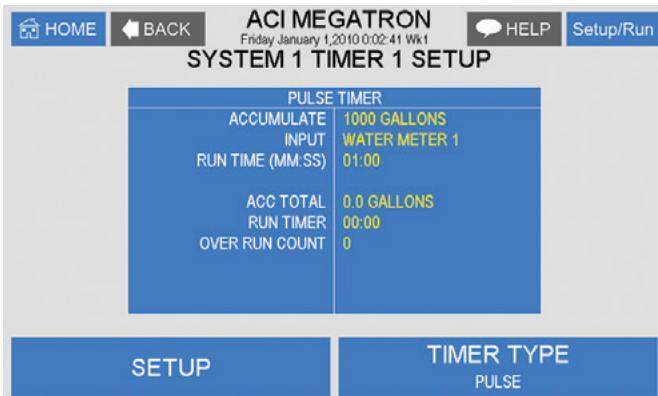 HOME BACK ACI MEGATRON HELP Setup/Run
Friday January 1,2010 0:02:41 Wk1
SYSTEM 1 TIMER 1 SETUP
PULSE TIMER
ACCUMULATE 1000 GALLONS
INPUT WATER METER 1
RUN TIME (MM:SS) 01:00
ACC TOTAL 0.0 GALLONS
RUN TIMER 00:00
OVER RUN COUNT 0
SETUP
TIMER TYPE
PULSE